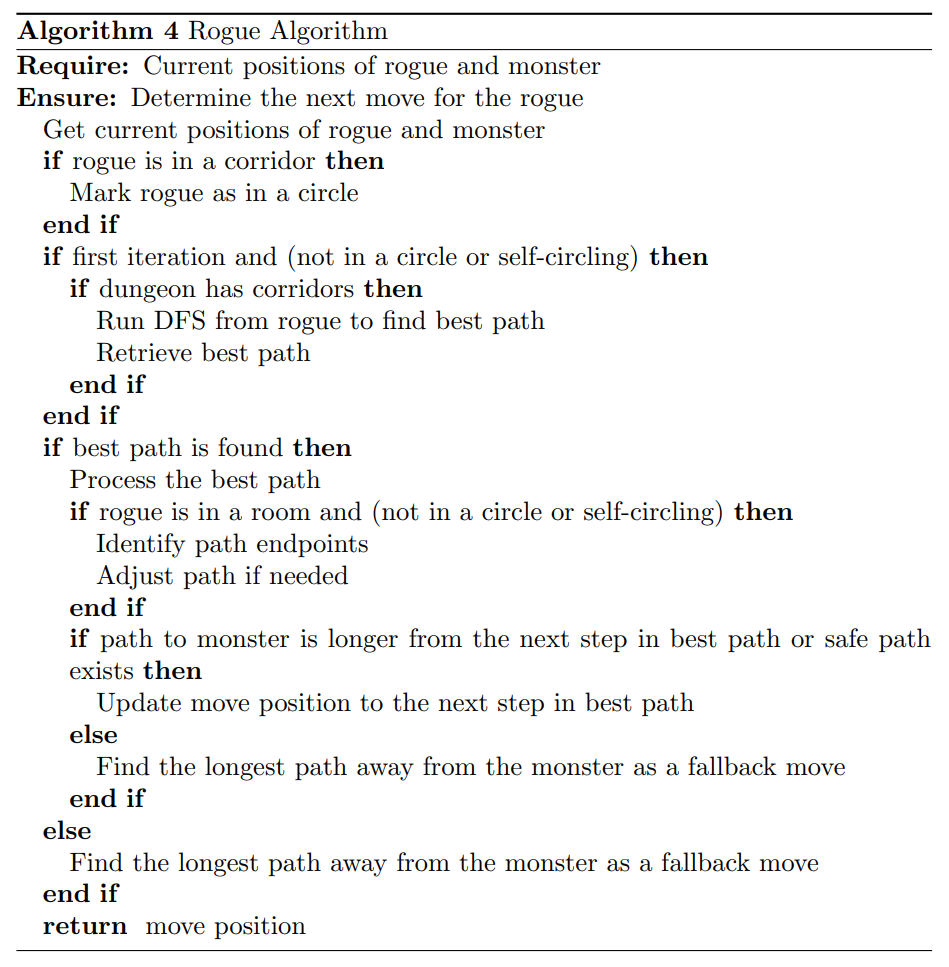 Algorithm 4 Rogue Algorithm
Require: Current positions of rogue and monster
Ensure: Determine the next move for the rogue
Get current positions of rogue and monster
if rogue is in a corridor then
Mark rogue as in a circle
end if
if first iteration and (not in a circle or self-circling) then
if dungeon has corridors then
Run DFS from rogue to find best path
Retrieve best path
end if
end if
if best path is found then
Process the best path
if rogue is in a room and (not in a circle or self-circling) then
Identify path endpoints
Adjust path if needed
end if
if path to monster is longer from the next step in best path or safe path
exists then
Update move position to the next step in best path
else
Find the longest path away from the monster as a fallback move
end if
else
Find the longest path away from the monster as a fallback move
end if
return move position